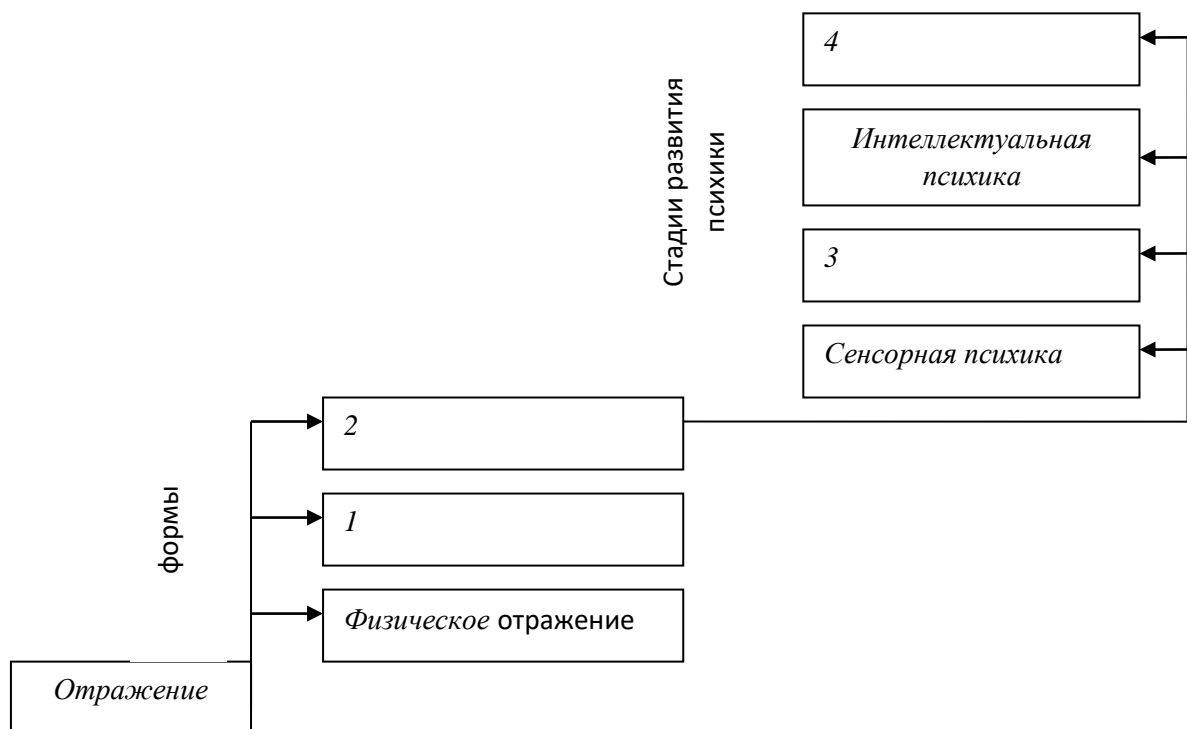 4
Стадии развития
психики
Интеллектуальная
психика
3
Сенсорная психика
2
формы
1
Физическое отражение
Отражение